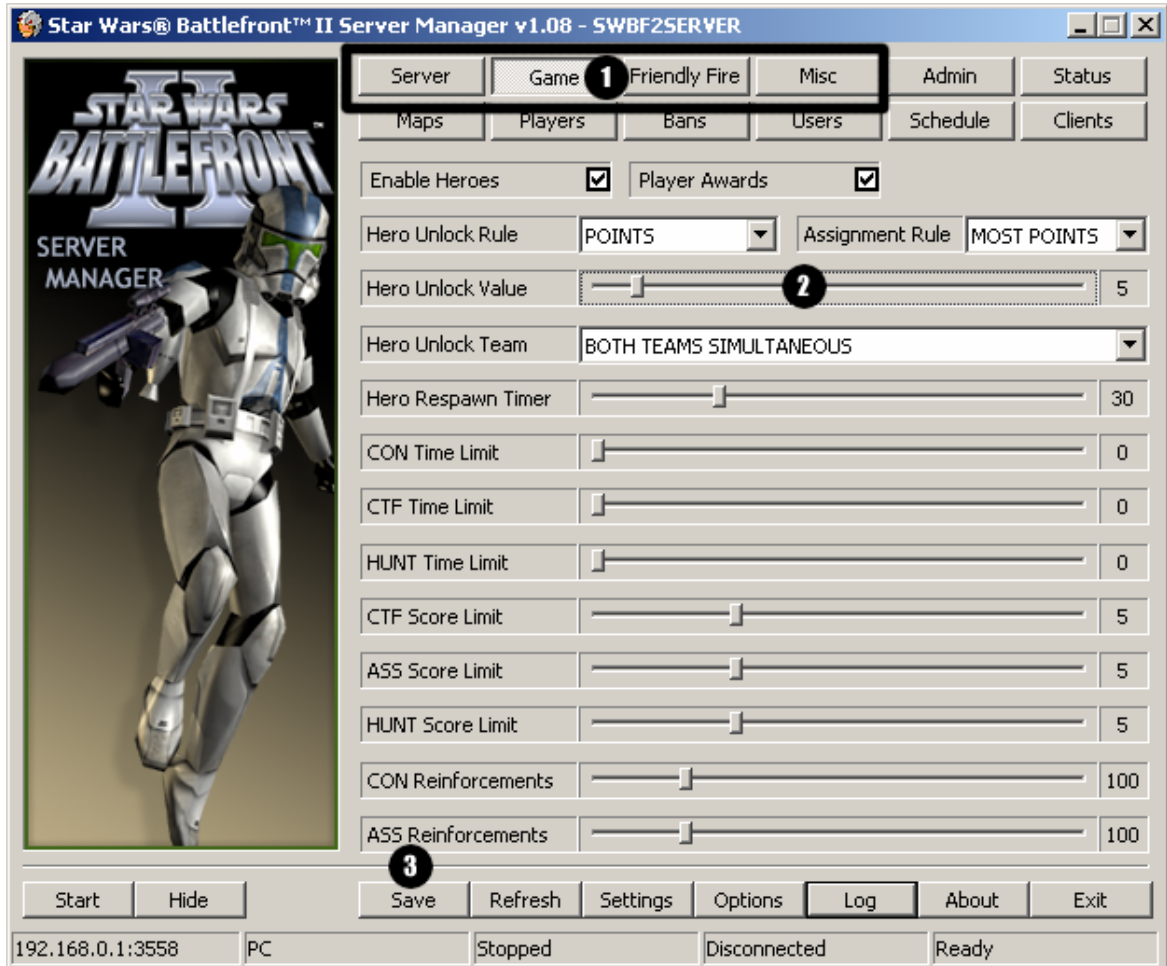 Star Wars® Battlefront™ II Server Manager v1.08 - SWBF2SERVER
STAR WARS
BATTLEFRONT
II
SERVER
MANAGER
Server Game 1 Friendly Fire Misc Admin Status
Maps Players Bans Users Schedule Clients
Enable Heroes Player Awards
Hero Unlock Rule POINTS Assignment Rule MOST POINTS
Hero Unlock Value 2 5
Hero Unlock Team BOTH TEAMS SIMULTANEOUS
Hero Respawn Timer 30
CON Time Limit 0
CTF Time Limit 0
HUNT Time Limit 0
CTF Score Limit 5
ASS Score Limit 5
HUNT Score Limit 5
CON Reinforcements 100
ASS Reinforcements 100
3
Start Hide Save Refresh Settings Options Log About Exit
192.168.0.1:3558 PC Stopped Disconnected Ready